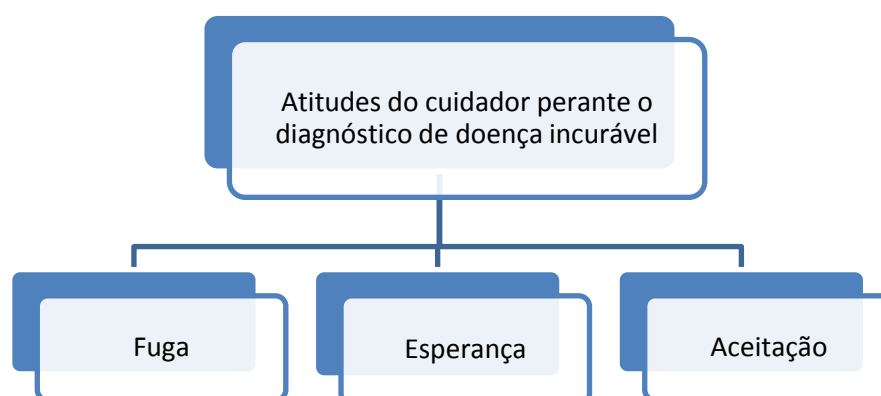 Atitudes do cuidador perante o
diagnóstico de doença incurável
Fuga
Esperança
Aceitação